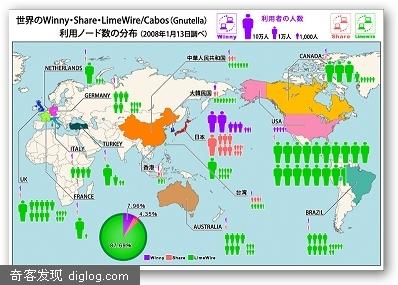 世界のWinny・Share・LimeWire/Cabos(Gnutella)
利用ノード数の分布 (2008年1月13日調べ)
Winny
利用者の人数
10万人 1万人 1,000人
Share
LimeWire
NETHERLANDS
中華人民共和国
CANADA
GERMANY
大韓民国
USA
日本
ITALY
TURKEY
香港
UK
FRANCE
台湾
7.96%
4.35%
87.69%
AUSTRALIA
BRAZIL
Winny Share LimeWire
奇客发现 diglog.com